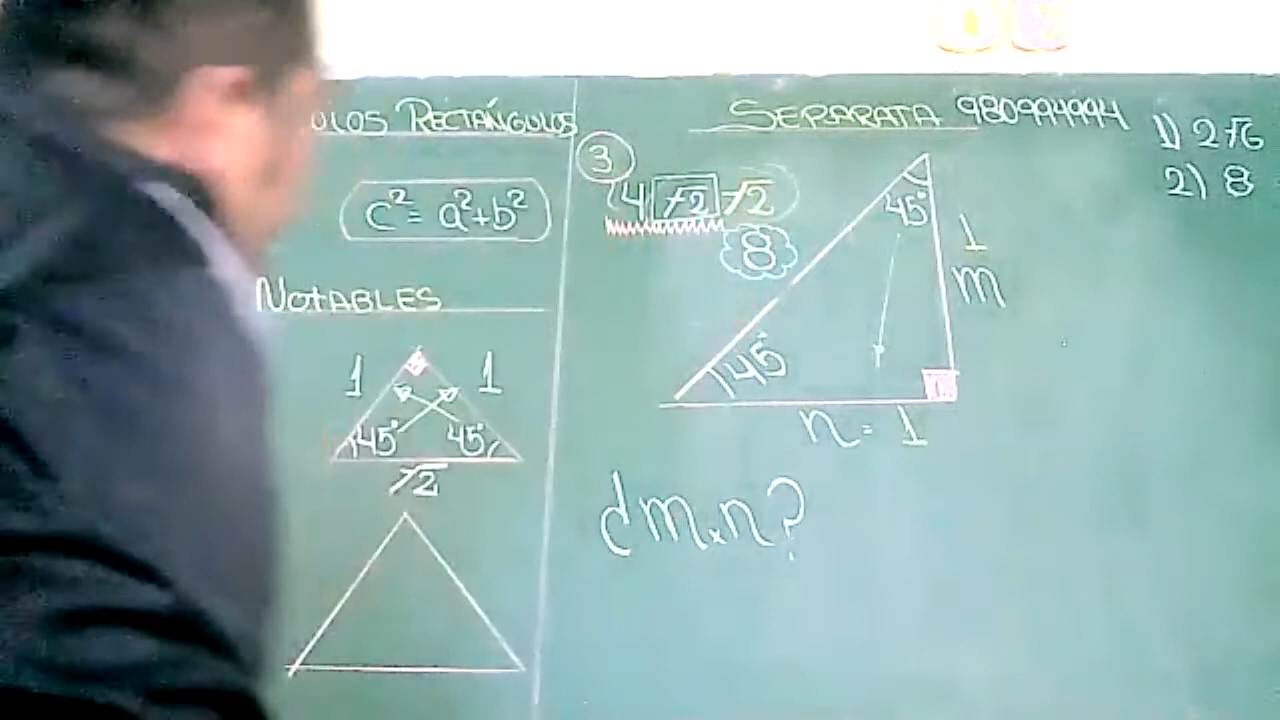 RECTÁNGULOS
c² = a² + b²
NOTABLES
1 1
45° 45°
√2
SEPARATA 980994994
3
4 √2 √2
8
45°
1
m
45°
n = 1
¿m x n?
1) 2√6
2) 8